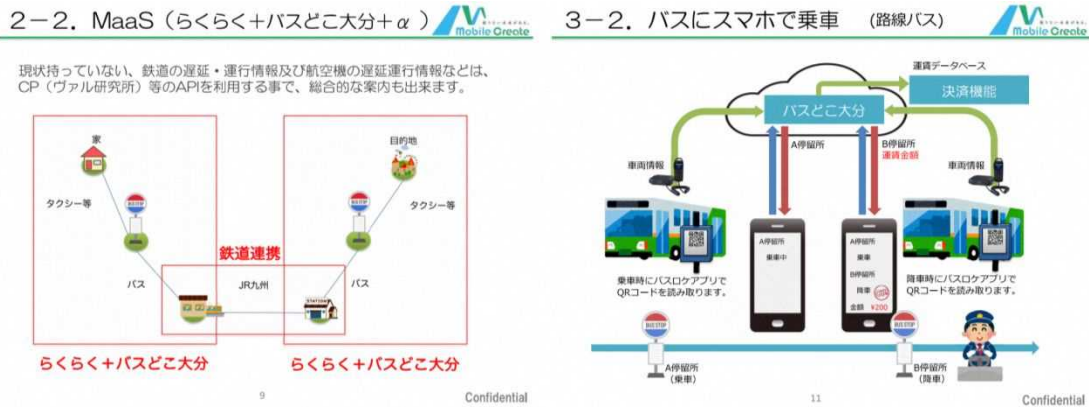 2－2．MaaS（らくらく＋バスどこ大分＋α）
Mobile Create
現状持っていない、鉄道の遅延・運行情報及び航空機の遅延運行情報などは、
CP（ヴァル研究所）等のAPIを利用する事で、総合的な案内も出来ます。
家
目的地
タクシー等
BUS STOP
BUS STOP
タクシー等
鉄道連携
バス
JR九州
バス
STATION
らくらく＋バスどこ大分
らくらく＋バスどこ大分
9
Confidential
3－2．バスにスマホで乗車　(路線バス)
Mobile Create
運賃データベース
決済機能
バスどこ大分
A停留所
B停留所
運賃金額
車両情報
車両情報
A停留所
乗車中
A停留所
乗車
B停留所
降車
金額 ¥200
乗車時にバスロケアプリで
QRコードを読み取ります。
降車時にバスロケアプリで
QRコードを読み取ります。
BUS STOP
BUS STOP
A停留所
（乗車）
B停留所
（降車）
11
Confidential